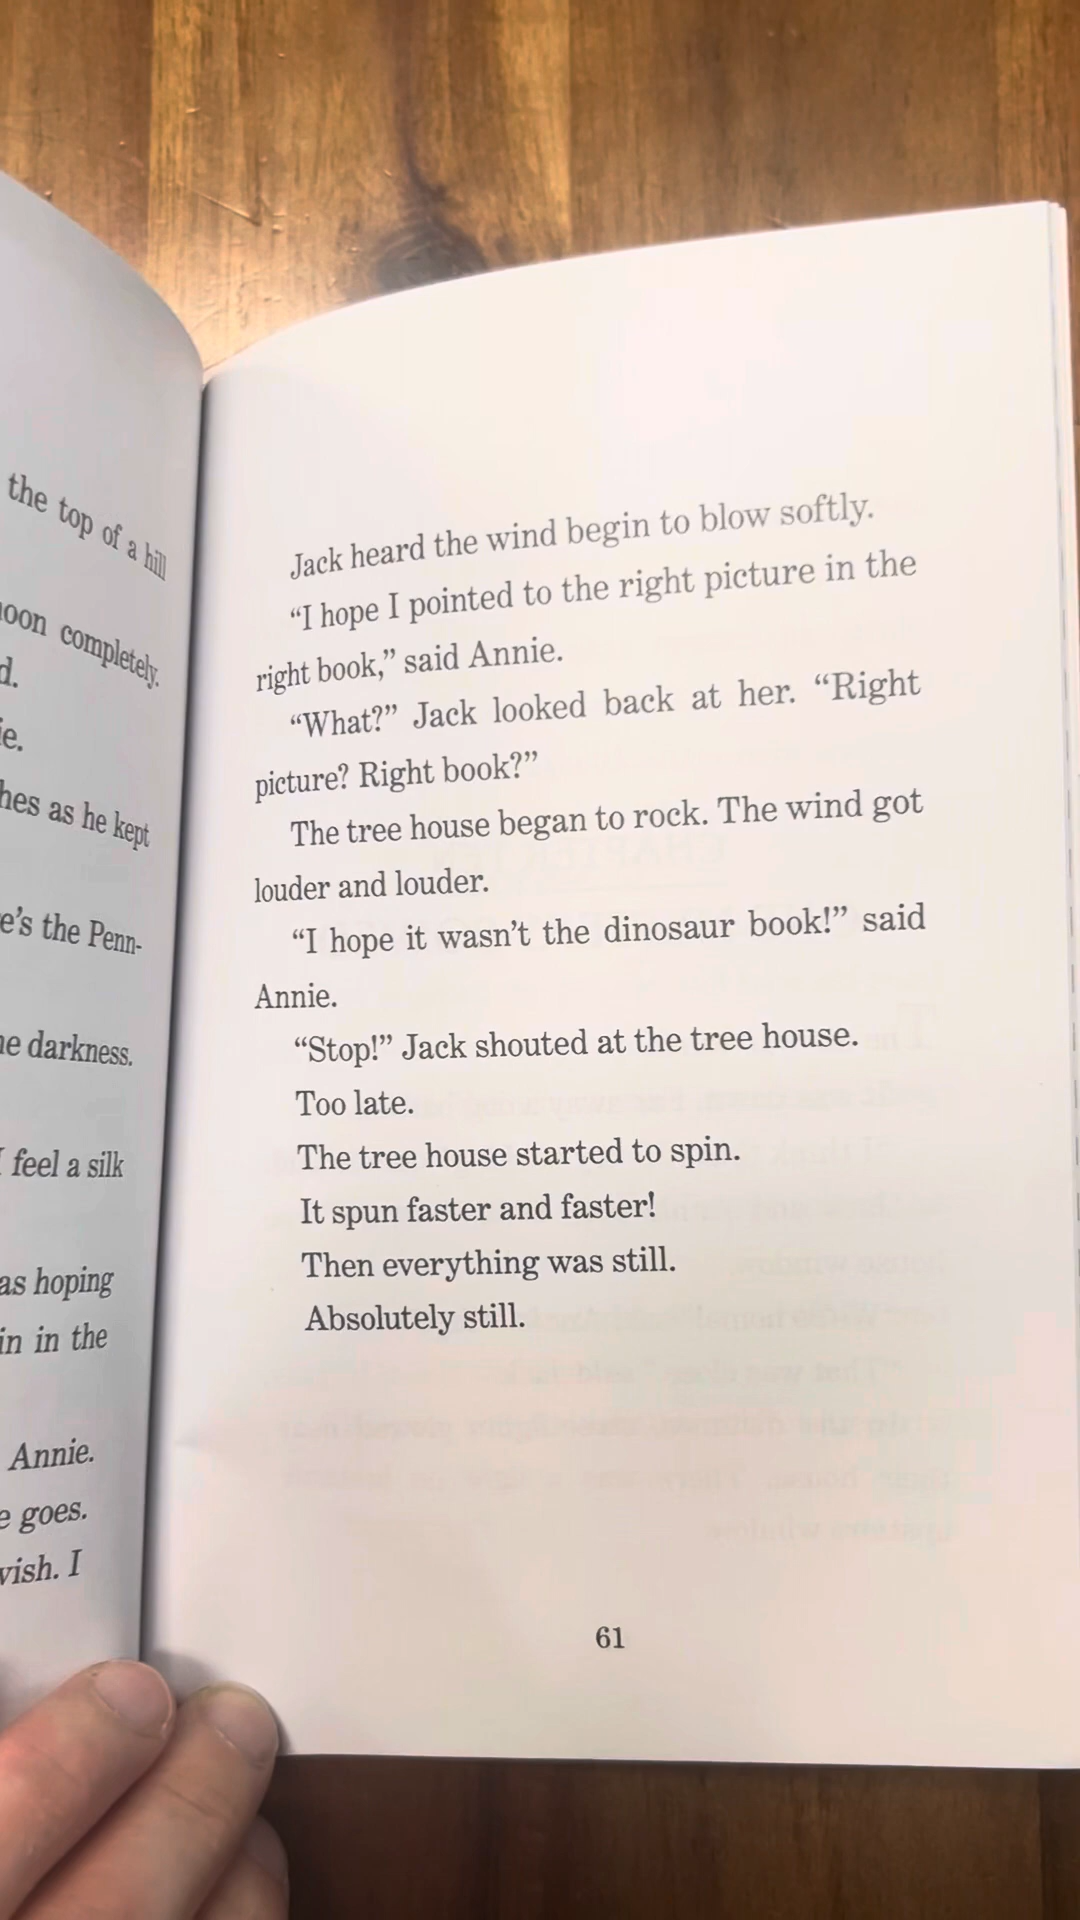 the top of a hill
completely.
hes as he kept
e's the Penn-
darkness.
feel a silk
as hoping
in in the
Annie.
goes.
I
Jack heard the wind begin to blow softly.
“I hope I pointed to the right picture in the
right book,” said Annie.
“What?” Jack looked back at her. “Right
picture? Right book?”
The tree house began to rock. The wind got
louder and louder.
“I hope it wasn’t the dinosaur book!” said
Annie.
“Stop!” Jack shouted at the tree house.
Too late.
The tree house started to spin.
It spun faster and faster!
Then everything was still.
Absolutely still.
61